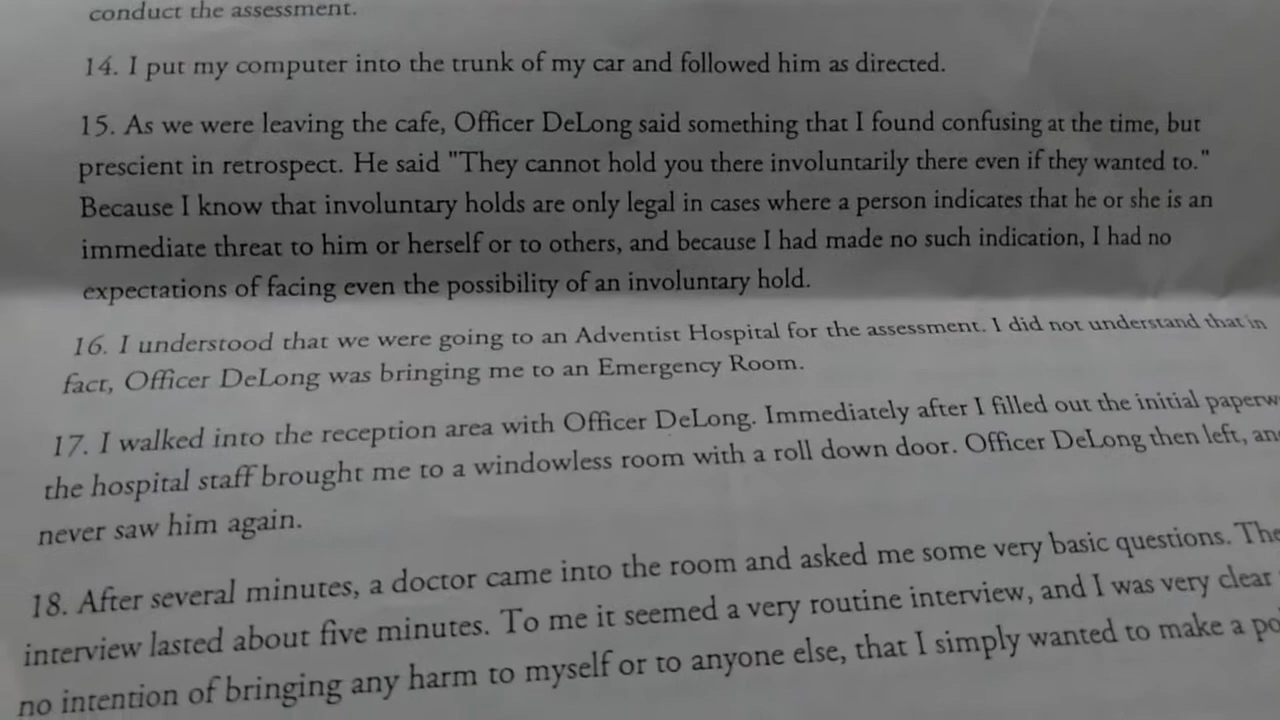 conduct the assessment.
14. I put my computer into the trunk of my car and followed him as directed.
15. As we were leaving the cafe, Officer DeLong said something that I found confusing at the time, but
prescient in retrospect. He said "They cannot hold you there involuntarily there even if they wanted to."
Because I know that involuntary holds are only legal in cases where a person indicates that he or she is an
immediate threat to him or herself or to others, and because I had made no such indication, I had no
expectations of facing even the possibility of an involuntary hold.
16. I understood that we were going to an Adventist Hospital for the assessment. I did not understand that in
fact, Officer DeLong was bringing me to an Emergency Room.
17. I walked into the reception area with Officer DeLong. Immediately after I filled out the initial
the hospital staff brought me to a windowless room with a roll down door. Officer DeLong then left,
never saw him again.
18. After several minutes, a doctor came into the room and asked me some very basic questions. The
interview lasted about five minutes. To me it seemed a very routine interview, and I was very clear
no intention of bringing any harm to myself or to anyone else, that I simply wanted to make a